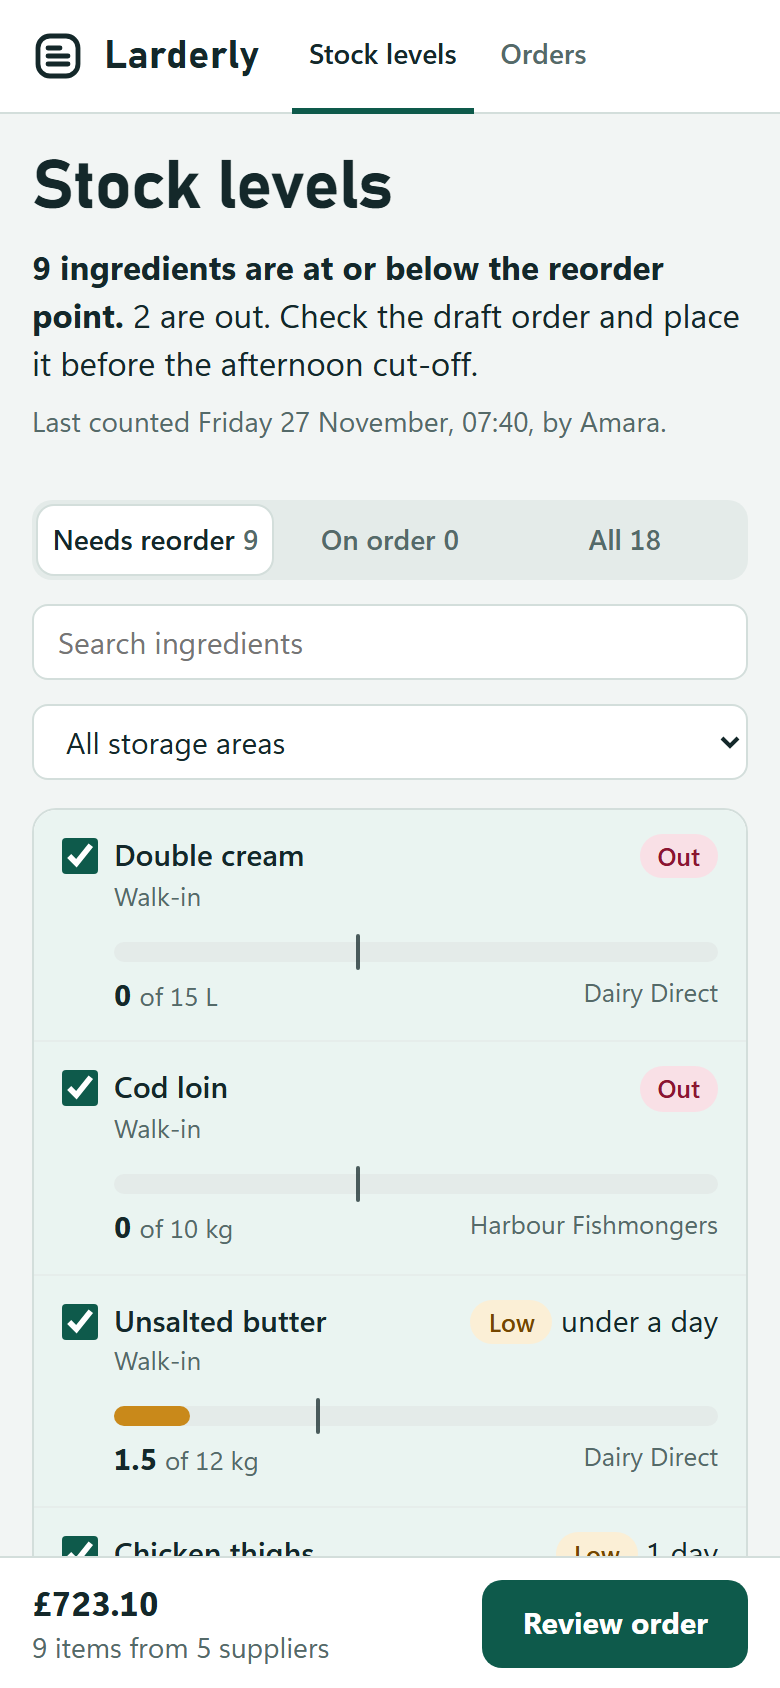 Larderly
Stock levels
Orders
Stock levels
9 ingredients are at or below the reorder
point. 2 are out. Check the draft order and place
it before the afternoon cut-off.
Last counted Friday 27 November, 07:40, by Amara.
Needs reorder 9
On order 0
All 18
Search ingredients
All storage areas
Double cream
Out
Walk-in
0 of 15 L
Dairy Direct
Cod loin
Out
Walk-in
0 of 10 kg
Harbour Fishmongers
Unsalted butter
Low under a day
Walk-in
1.5 of 12 kg
Dairy Direct
Chicken thighs
Low 1 day
£723.10
9 items from 5 suppliers
Review order